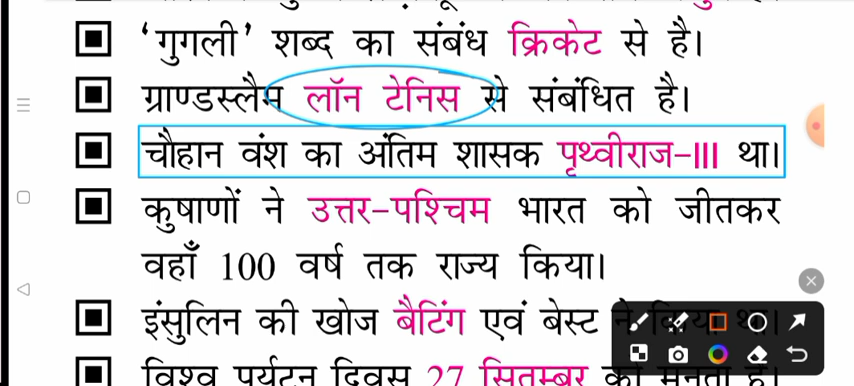 ‘गुगली’ शब्द का संबंध क्रिकेट से है।
ग्राण्डस्लैम लॉन टेनिस से संबंधित है।
चौहान वंश का अंतिम शासक पृथ्वीराज-III था।
कुषाणों ने उत्तर-पश्चिम भारत को जीतकर
वहाँ 100 वर्ष तक राज्य किया।
इंसुलिन की खोज बैटिंग एवं बेस्ट ने किया था।
विश्व पर्यटन दिवस 27 सितम्बर को मनता है।